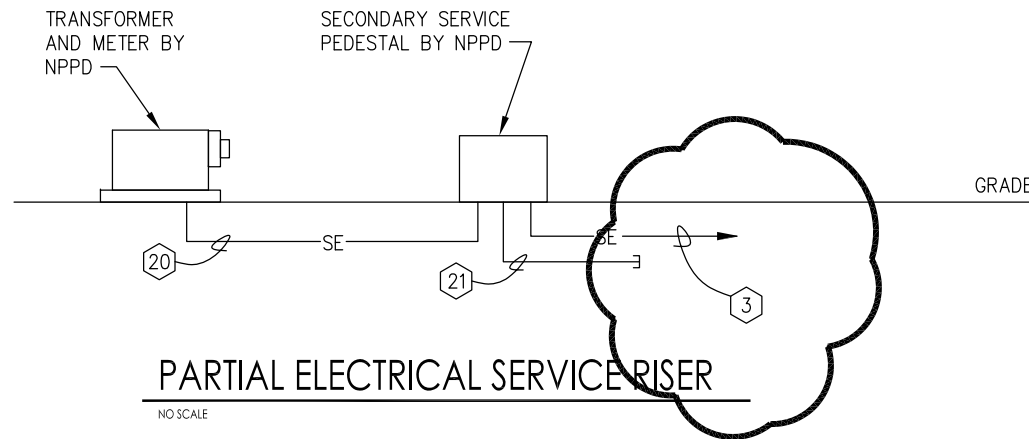 TRANSFORMER
AND METER BY
NPPD
SECONDARY SERVICE
PEDESTAL BY NPPD
GRADE
SE
SE
20
21
3
PARTIAL ELECTRICAL SERVICE RISER
NO SCALE